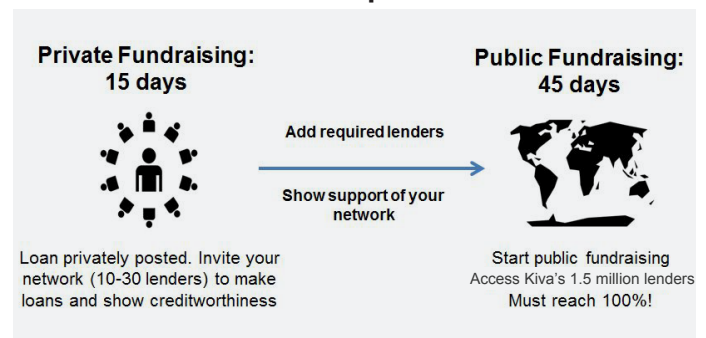 Private Fundraising:
15 days
Loan privately posted. Invite your
network (10-30 lenders) to make
loans and show creditworthiness
Add required lenders
Show support of your
network
Public Fundraising:
45 days
Start public fundraising
Access Kiva's 1.5 million lenders
Must reach 100%!